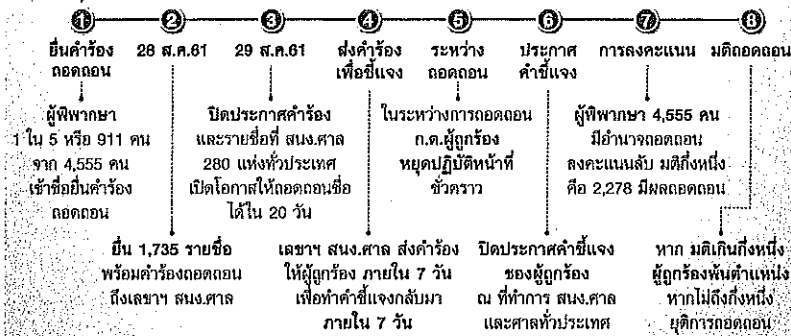 1 2 3 4 5 6 7 8
ยื่นคำร้อง
ถอดถอน
28 ส.ค.61
29 ส.ค.61
ส่งคำร้อง
เพื่อชี้แจง
ระหว่าง
ถอดถอน
ประกาศ
คำชี้แจง
การลงคะแนน
มติถอดถอน
ผู้พิพากษา
1 ใน 5 หรือ 911 คน
จาก 4,555 คน
เข้าชื่อยื่นคำร้อง
ถอดถอน
ยื่น 1,735 รายชื่อ
พร้อมคำร้องถอดถอน
ถึงเลขาฯ สนง.ศาล
ปิดประกาศคำร้อง
และรายชื่อที่ สนง.ศาล
280 แห่งทั่วประเทศ
เปิดโอกาสให้ถอดถอนชื่อ
ได้ใน 20 วัน
เลขาฯ สนง.ศาล ส่งคำร้อง
ให้ผู้ถูกร้อง ภายใน 7 วัน
เพื่อทำคำชี้แจงกลับมา
ภายใน 7 วัน
ในระหว่างการถอดถอน
ก.ต.ผู้ถูกร้อง
หยุดปฏิบัติหน้าที่
ชั่วคราว
ปิดประกาศคำชี้แจง
ของผู้ถูกร้อง
ณ ที่ทำการ สนง.ศาล
และศาลทั่วประเทศ
ผู้พิพากษา 4,555 คน
มีอำนาจถอดถอน
ลงคะแนนลับ มติกึ่งหนึ่ง
คือ 2,278 มีผลถอดถอน
หาก มติเกินกึ่งหนึ่ง
ผู้ถูกร้องพ้นตำแหน่ง
หากไม่ถึงกึ่งหนึ่ง
ยุติการถอดถอน